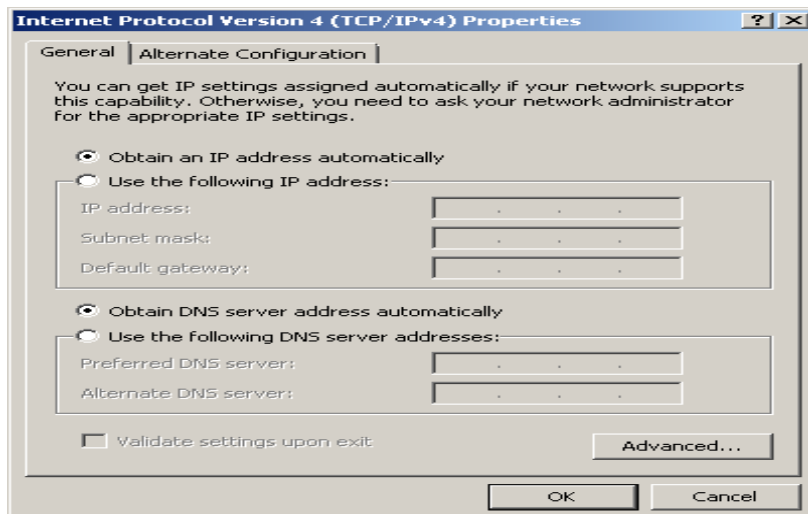 Internet Protocol Version 4 (TCP/IPv4) Properties
General
Alternate Configuration
You can get IP settings assigned automatically if your network supports
this capability. Otherwise, you need to ask your network administrator
for the appropriate IP settings.
Obtain an IP address automatically
Use the following IP address:
IP address:
Subnet mask:
Default gateway:
Obtain DNS server address automatically
Use the following DNS server addresses:
Preferred DNS server:
Alternate DNS server:
Validate settings upon exit
Advanced...
OK
Cancel